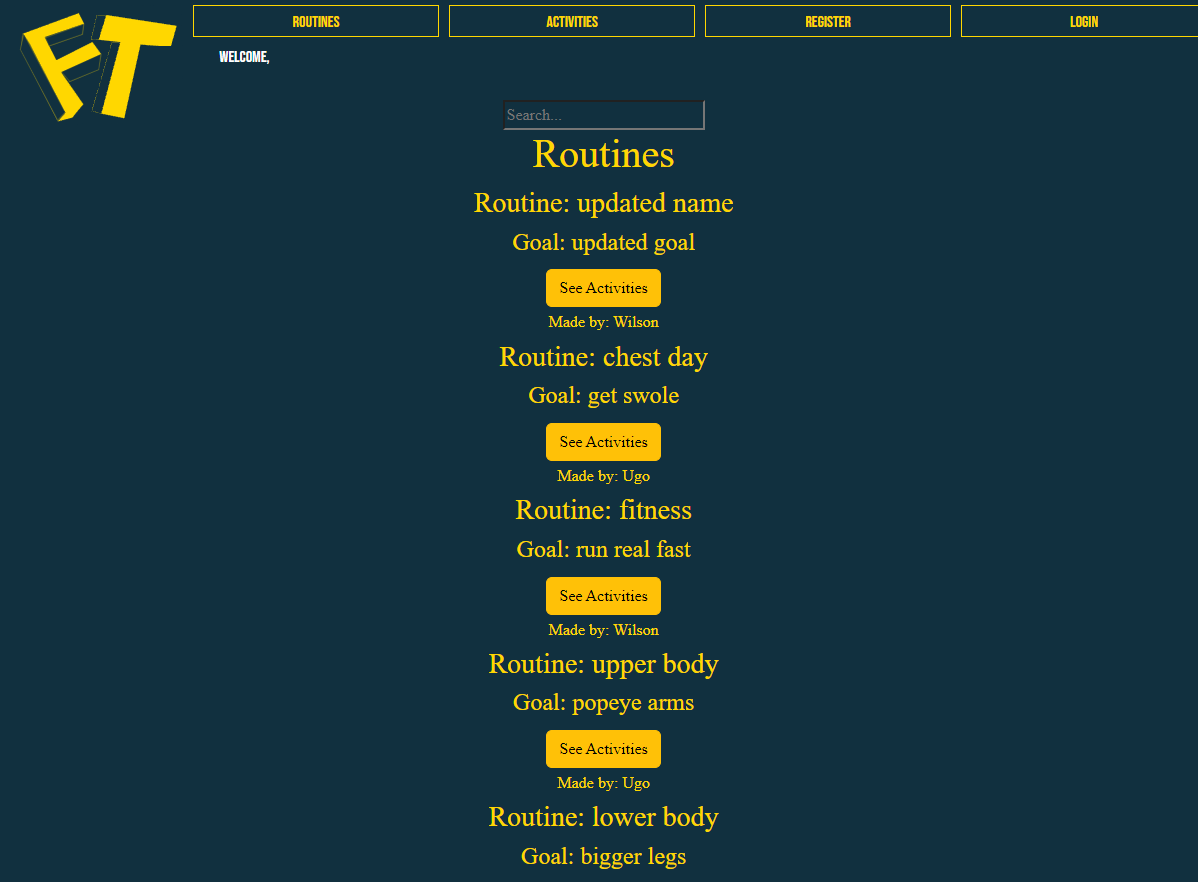 FT
ROUTINES ACTIVITIES REGISTER LOGIN
WELCOME,
Search...
Routines
Routine: updated name
Goal: updated goal
See Activities
Made by: Wilson
Routine: chest day
Goal: get swole
See Activities
Made by: Ugo
Routine: fitness
Goal: run real fast
See Activities
Made by: Wilson
Routine: upper body
Goal: popeye arms
See Activities
Made by: Ugo
Routine: lower body
Goal: bigger legs